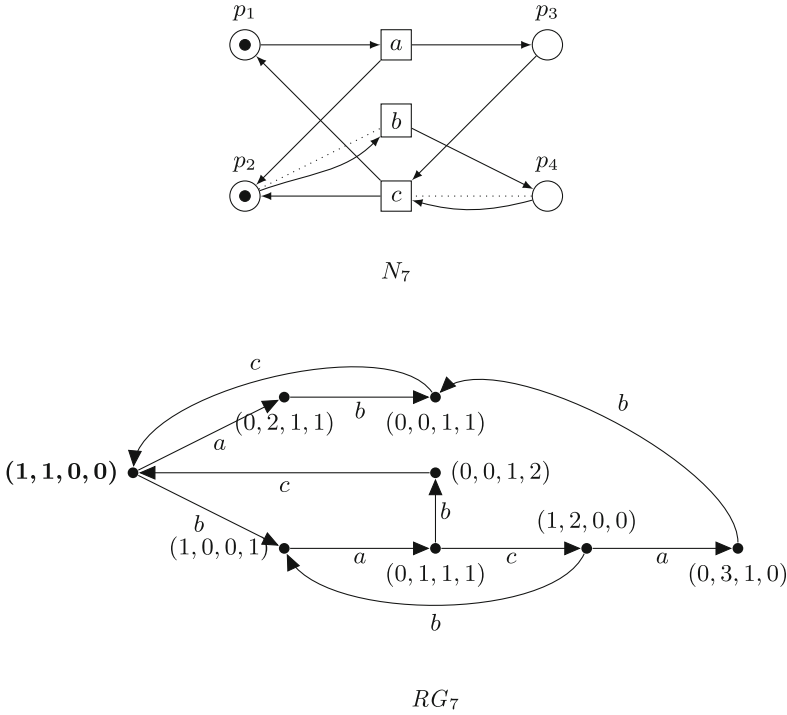 p₁ p₃
a
b
p₂ p₄
c
N₇
c
b
(0, 2, 1, 1) (0, 0, 1, 1) b
a
(1, 1, 0, 0) (0, 0, 1, 2)
c
b b (1, 2, 0, 0)
(1, 0, 0, 1)
a c a
(0, 1, 1, 1) (0, 3, 1, 0)
b
RG₇